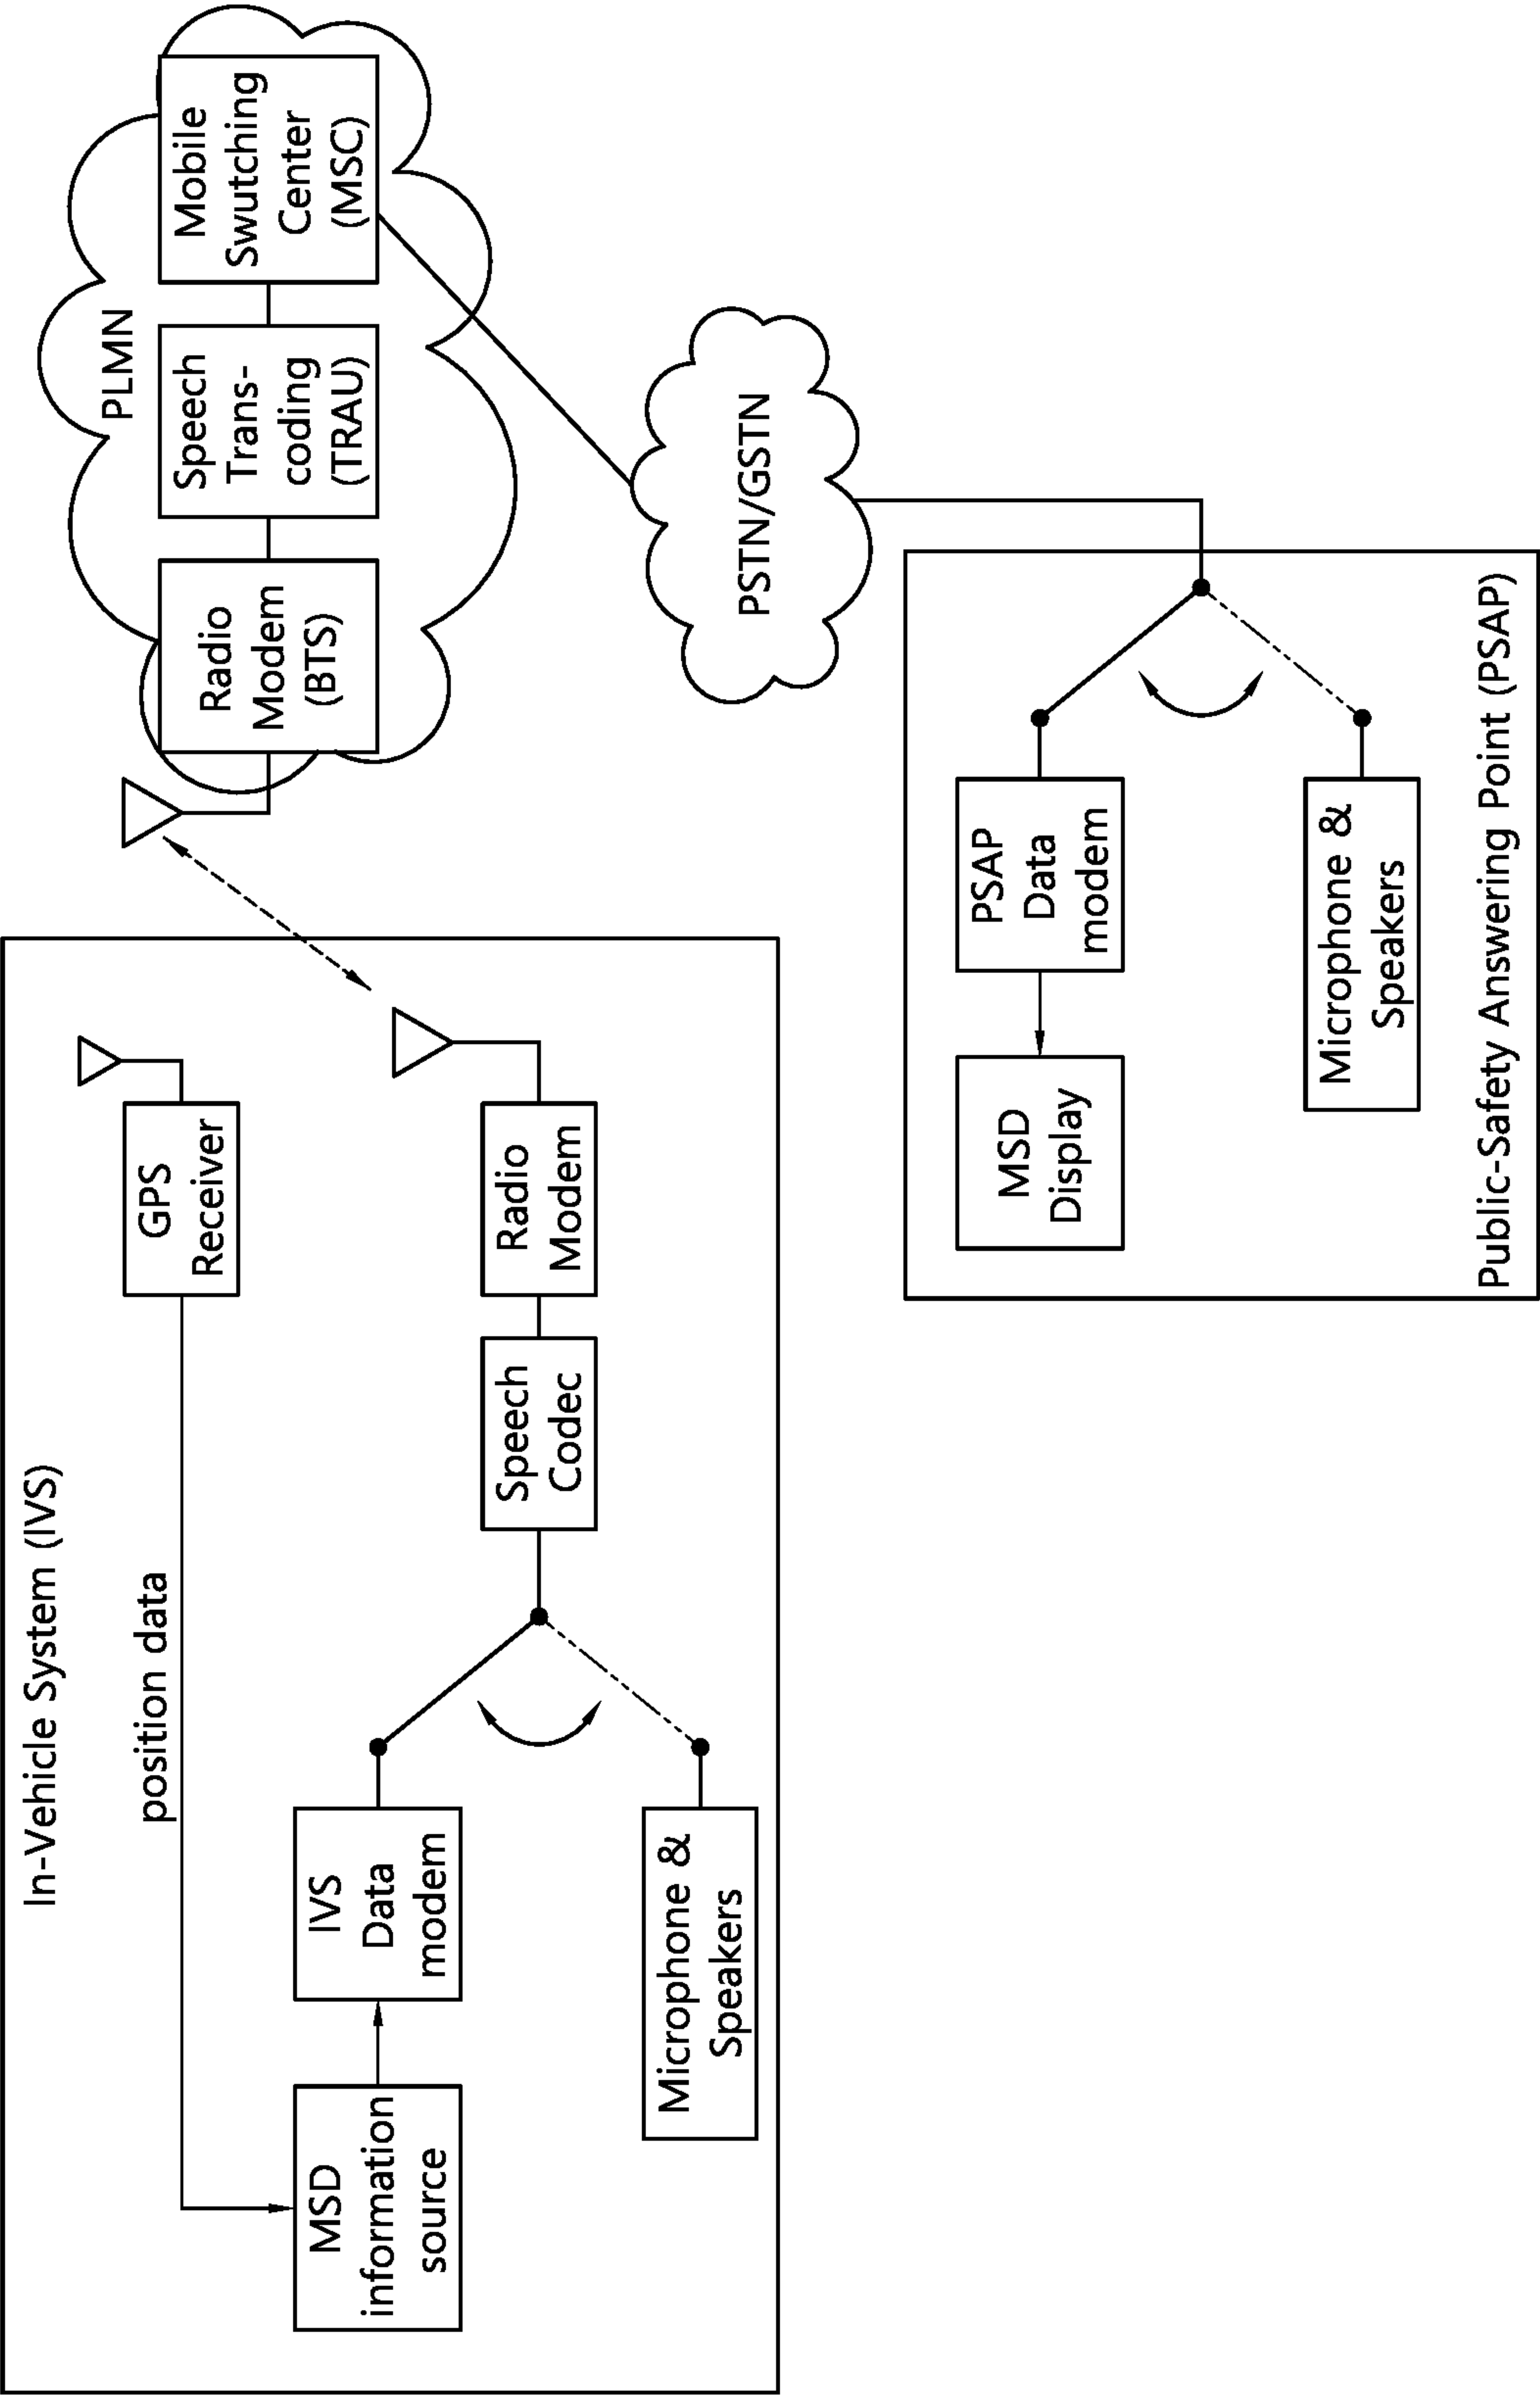 In-Vehicle System (IVS)
position data
GPS
Receiver
MSD
information
source
IVS
Data
modem
Speech
Codec
Radio
Modem
Microphone &
Speakers
PLMN
Radio
Modem
(BTS)
Speech
Trans-
coding
(TRAU)
Mobile
Swutching
Center
(MSC)
PSTN/GSTN
MSD
Display
PSAP
Data
modem
Microphone &
Speakers
Public-Safety Answering Point (PSAP)